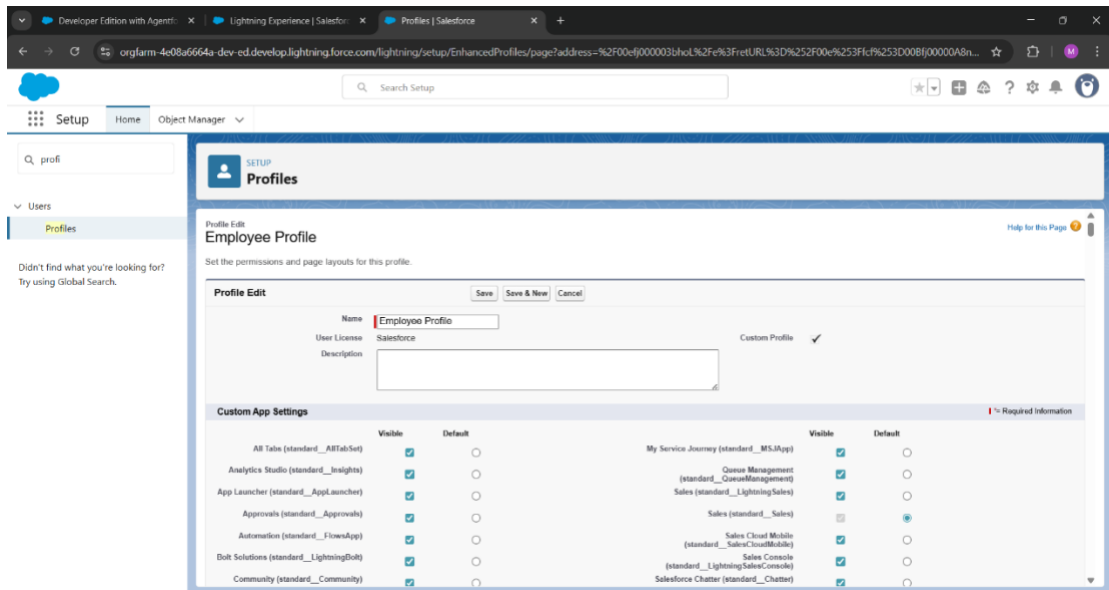 Developer Edition with Agentfo
Lightning Experience | Salesforc
Profiles | Salesforce
orgfarm-4e08a6664a-dev-ed.develop.lightning.force.com/lightning/setup/EnhancedProfiles/page?address=%2F00efj000003bhoL%2Fe%3FretURL%3D%252F00e%253Ffcf%253D00Bfj00000A8n...
M
Search Setup
Setup
Home
Object Manager
profi
Users
Profiles
Didn't find what you're looking for?
Try using Global Search.
SETUP
Profiles
Profile Edit
Employee Profile
Help for this Page
Set the permissions and page layouts for this profile.
Profile Edit
Save
Save & New
Cancel
Name
Employee Profile
User License
Salesforce
Custom Profile
Description
Custom App Settings
= Required Information
Visible
Default
Visible
Default
All Tabs (standard__AllTabSet)
My Service Journey (standard__MSJApp)
Analytics Studio (standard__Insights)
Queue Management
(standard__QueueManagement)
App Launcher (standard__AppLauncher)
Sales (standard__LightningSales)
Approvals (standard__Approvals)
Sales (standard__Sales)
Automation (standard__FlowsApp)
Sales Cloud Mobile
(standard__SalesCloudMobile)
Bolt Solutions (standard__LightningBolt)
Sales Console
(standard__LightningSalesConsole)
Community (standard__Community)
Salesforce Chatter (standard__Chatter)